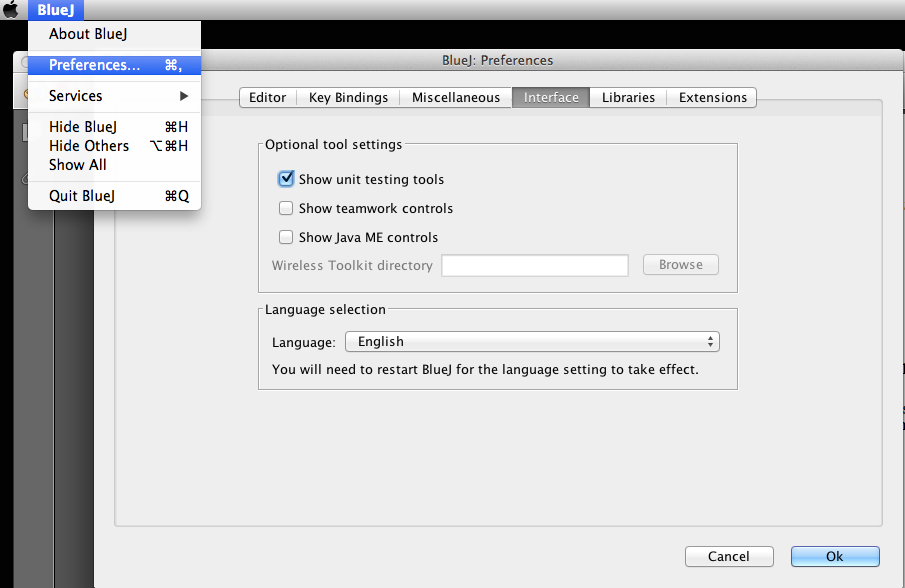 BlueJ
About BlueJ
Preferences... ⌘,
Services ▶
Hide BlueJ ⌘H
Hide Others ⌥⌘H
Show All
Quit BlueJ ⌘Q
BlueJ: Preferences
Editor Key Bindings Miscellaneous Interface Libraries Extensions
Optional tool settings
Show unit testing tools
Show teamwork controls
Show Java ME controls
Wireless Toolkit directory Browse
Language selection
Language: English
You will need to restart BlueJ for the language setting to take effect.
Cancel Ok